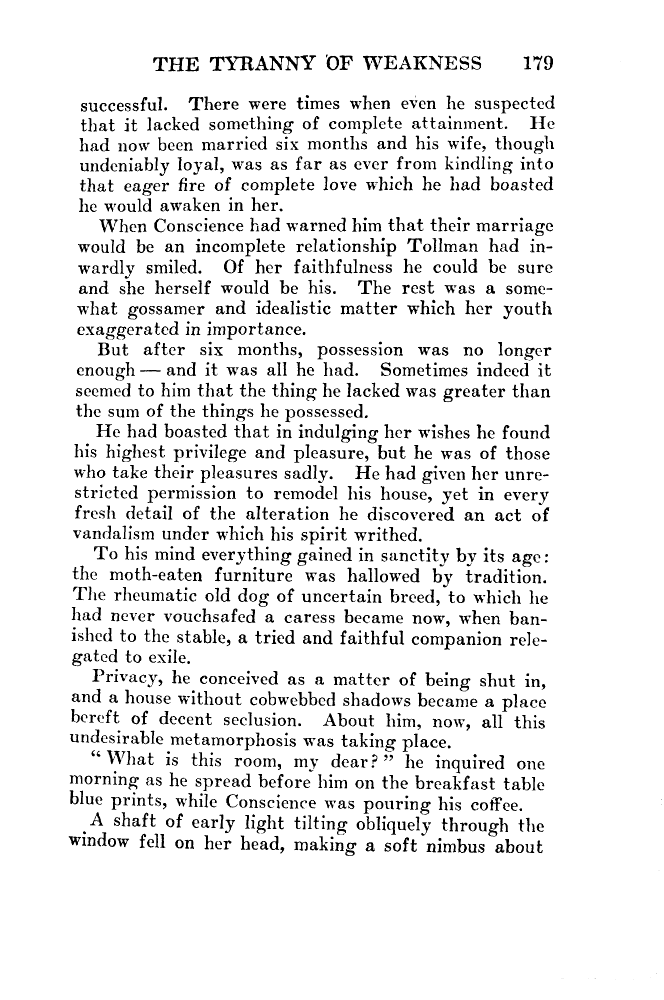 THE TYRANNY OF WEAKNESS 179
successful. There were times when even he suspected
that it lacked something of complete attainment. He
had now been married six months and his wife, though
undeniably loyal, was as far as ever from kindling into
that eager fire of complete love which he had boasted
he would awaken in her.
When Conscience had warned him that their marriage
would be an incomplete relationship Tollman had in-
wardly smiled. Of her faithfulness he could be sure
and she herself would be his. The rest was a some-
what gossamer and idealistic matter which her youth
exaggerated in importance.
But after six months, possession was no longer
enough — and it was all he had. Sometimes indeed it
seemed to him that the thing he lacked was greater than
the sum of the things he possessed.
He had boasted that in indulging her wishes he found
his highest privilege and pleasure, but he was of those
who take their pleasures sadly. He had given her unre-
stricted permission to remodel his house, yet in every
fresh detail of the alteration he discovered an act of
vandalism under which his spirit writhed.
To his mind everything gained in sanctity by its age:
the moth-eaten furniture was hallowed by tradition.
The rheumatic old dog of uncertain breed, to which he
had never vouchsafed a caress became now, when ban-
ished to the stable, a tried and faithful companion rele-
gated to exile.
Privacy, he conceived as a matter of being shut in,
and a house without cobwebbed shadows became a place
bereft of decent seclusion. About him, now, all this
undesirable metamorphosis was taking place.
“ What is this room, my dear? ” he inquired one
morning as he spread before him on the breakfast table
blue prints, while Conscience was pouring his coffee.
A shaft of early light tilting obliquely through the
window fell on her head, making a soft nimbus about